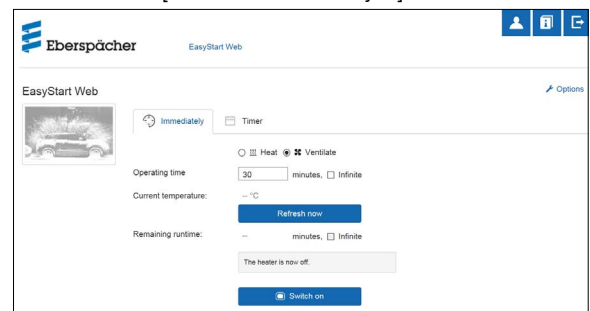 Eberspächer
EasyStart Web
EasyStart Web
Options
Immediately
Timer
Heat
Ventilate
Operating time
30
minutes,
Infinite
Current temperature:
-- °C
Refresh now
Remaining runtime:
--
minutes,
Infinite
The heater is now off.
Switch on